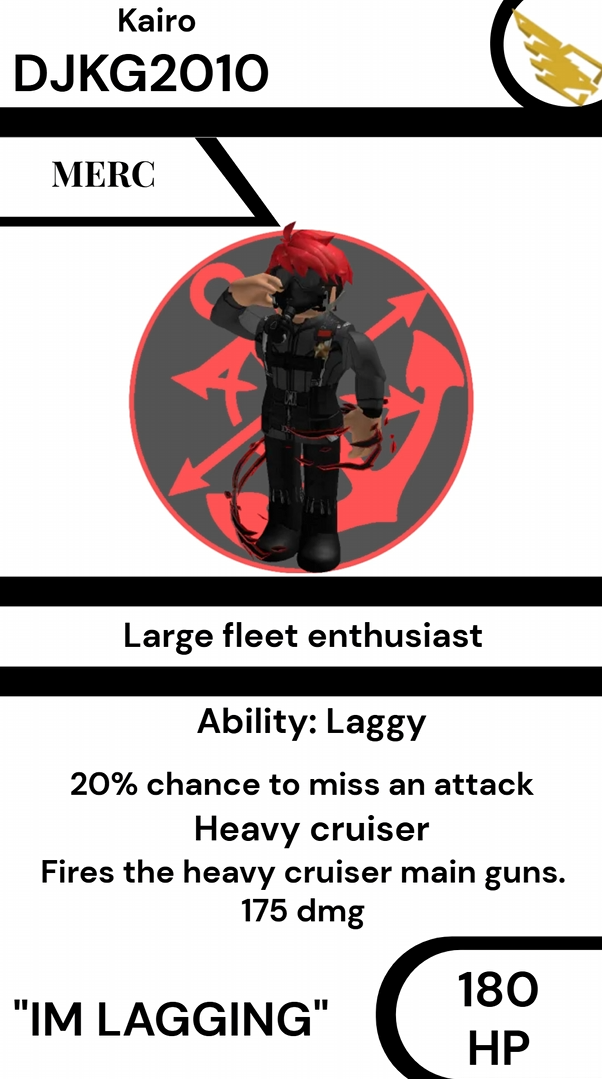 Kairo
DJKG2010
MERC
Large fleet enthusiast
Ability: Laggy
20% chance to miss an attack
Heavy cruiser
Fires the heavy cruiser main guns.
175 dmg
"IM LAGGING"
180
HP